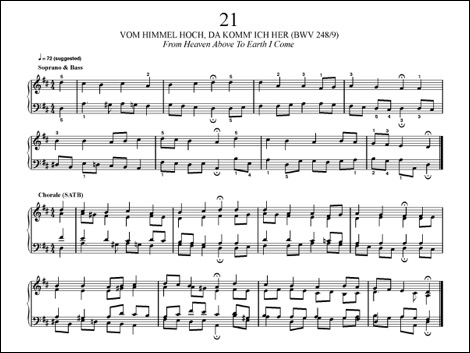 21
VOM HIMMEL HOCH, DA KOMM' ICH HER (BWV 248/9)
From Heaven Above To Earth I Come
♩ = 72 (suggested)
Soprano & Bass
Chorale (SATB)